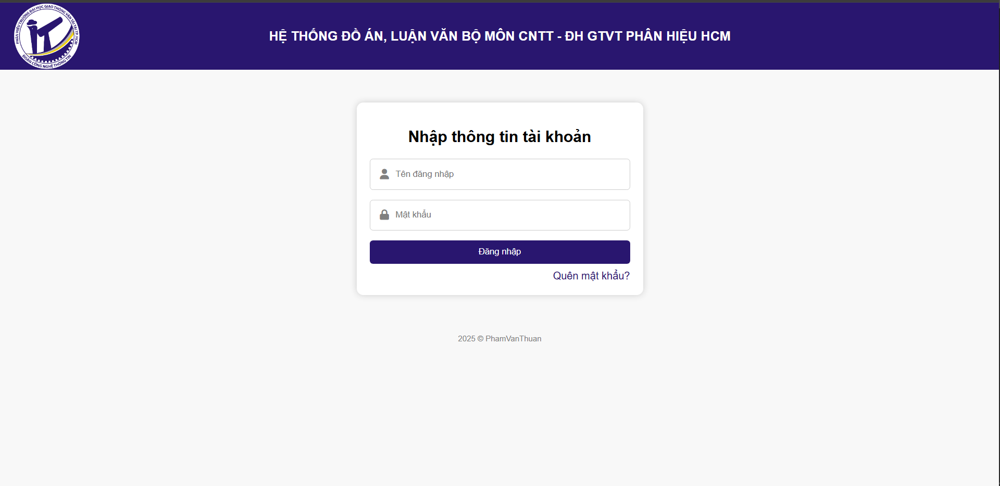 PHÂN HIỆU TRƯỜNG ĐẠI HỌC GIAO THÔNG VẬN TẢI TẠI TP. HCM
ĐOÀN CÔNG NGHỆ THÔNG TIN
HỆ THỐNG ĐỒ ÁN, LUẬN VĂN BỘ MÔN CNTT - ĐH GTVT PHÂN HIỆU HCM
Nhập thông tin tài khoản
Tên đăng nhập
Mật khẩu
Đăng nhập
Quên mật khẩu?
2025 © PhamVanThuan